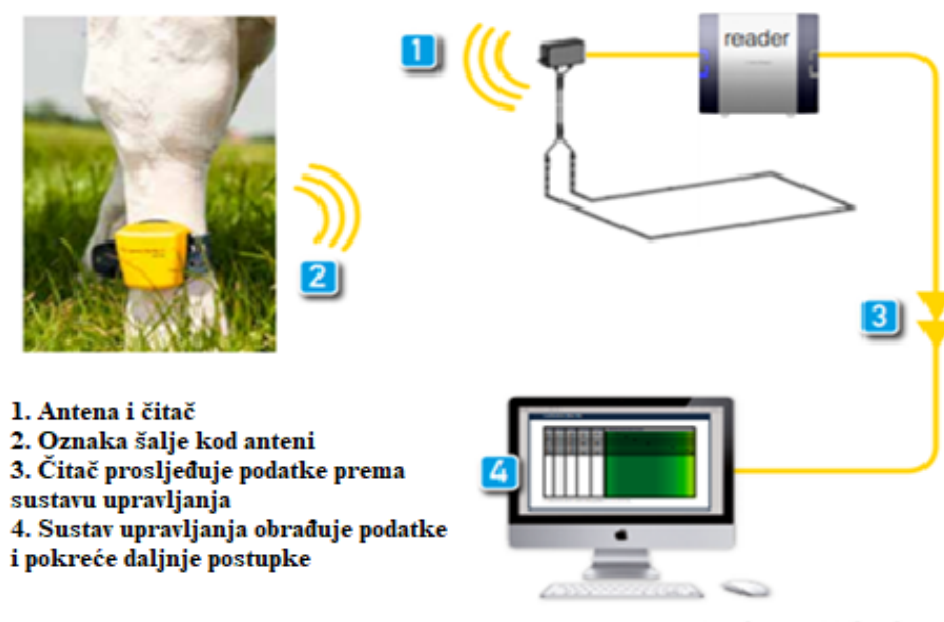 1
reader
2
3
4
1. Antena i čitač
2. Oznaka šalje kod anteni
3. Čitač prosljeđuje podatke prema
sustavu upravljanja
4. Sustav upravljanja obrađuje podatke
i pokreće daljnje postupke